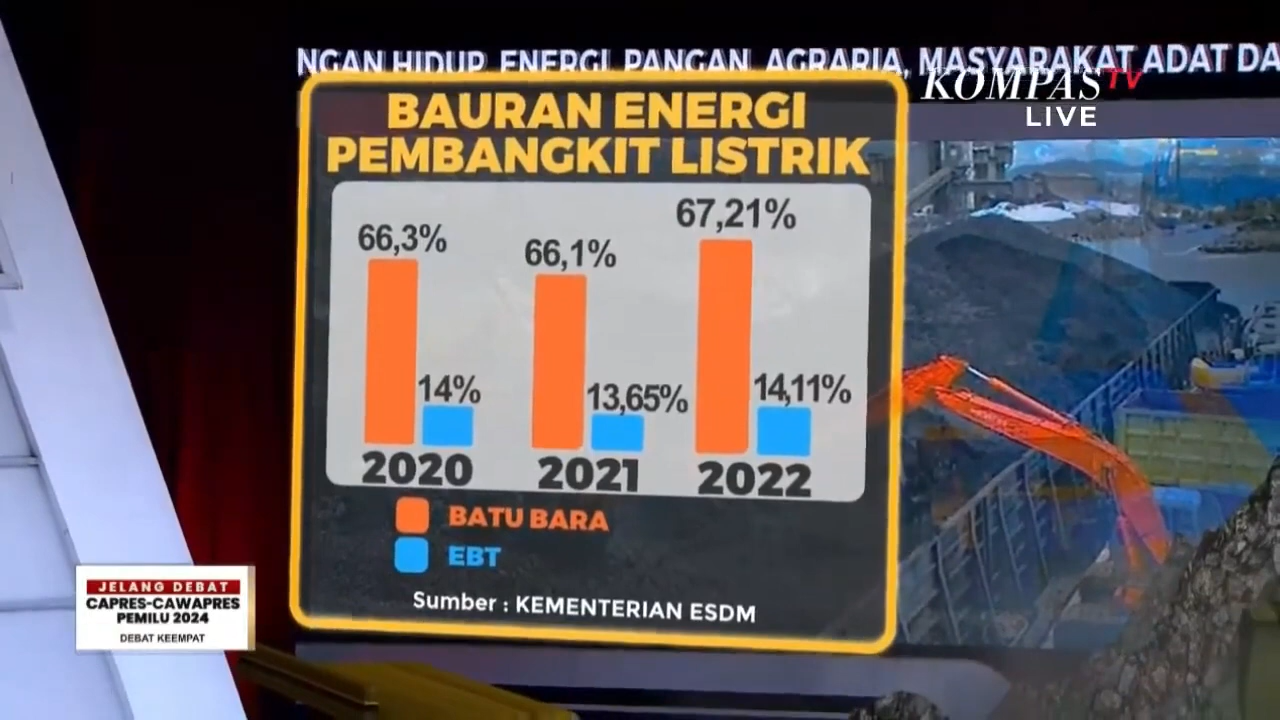 NGAN HIDUP, ENERGI, PANGAN, AGRARIA, MASYARAKAT ADAT DA
KOMPASTV
LIVE
BAURAN ENERGI
PEMBANGKIT LISTRIK
66,3%
14%
2020
66,1%
13,65%
2021
67,21%
14,11%
2022
BATU BARA
EBT
Sumber : KEMENTERIAN ESDM
JELANG DEBAT
CAPRES-CAWAPRES
PEMILU 2024
DEBAT KEEMPAT